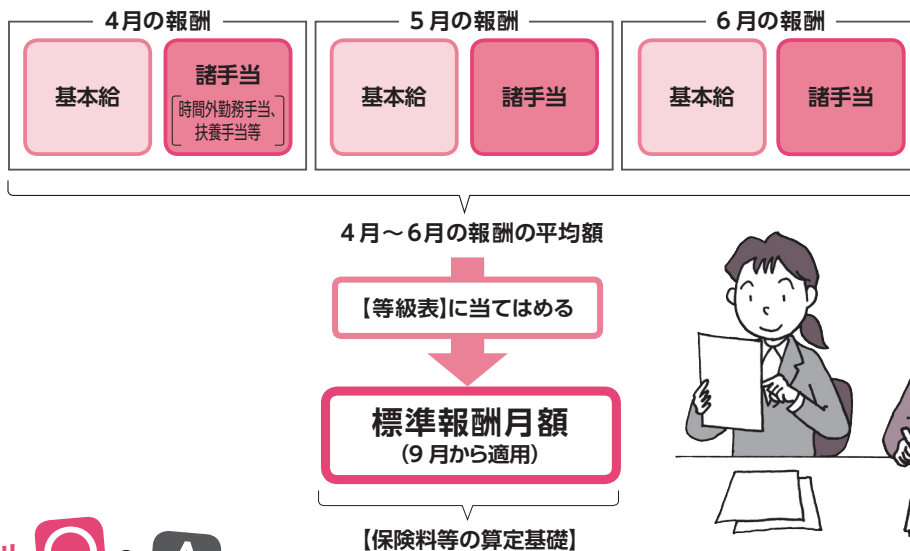 4月の報酬
5月の報酬
6月の報酬
基本給
諸手当
[時間外勤務手当、
扶養手当等]
基本給
諸手当
基本給
諸手当
4月~6月の報酬の平均額
【等級表】に当てはめる
標準報酬月額
(9月から適用)
【保険料等の算定基礎】